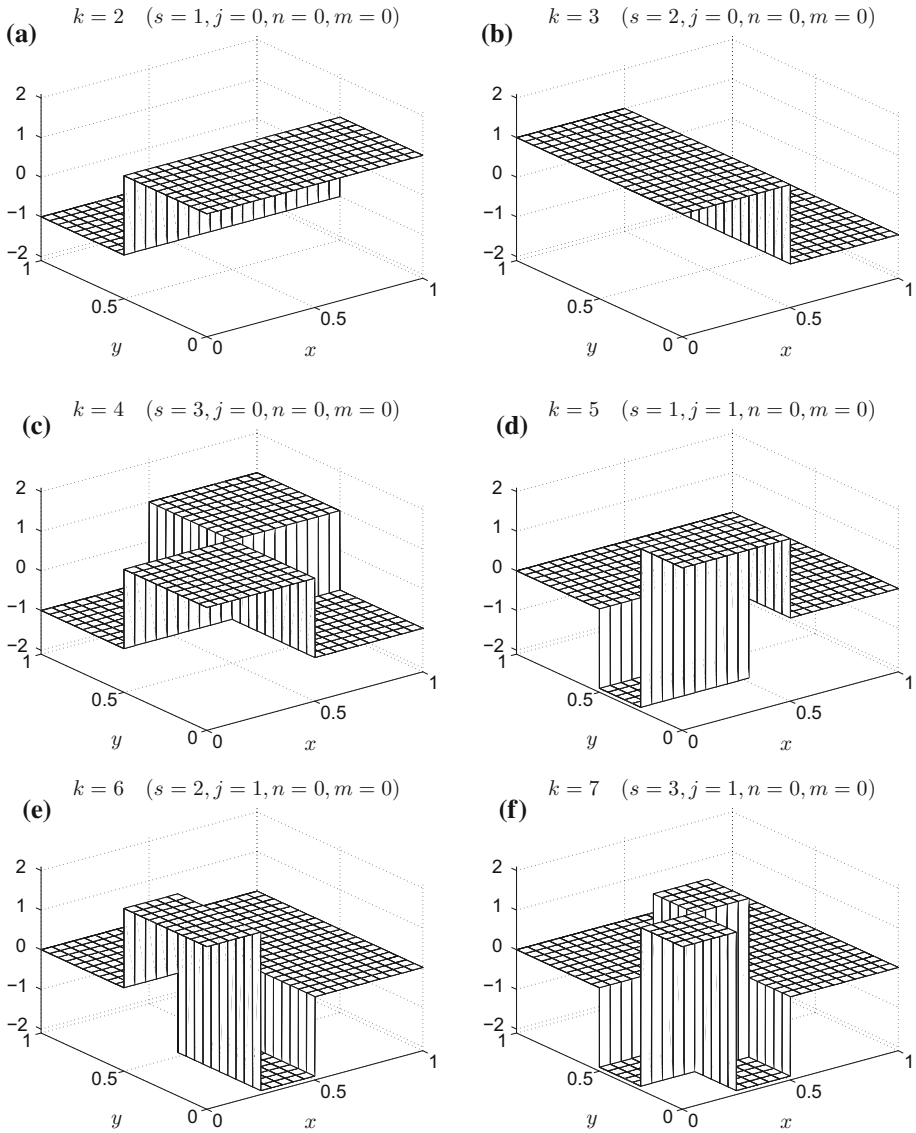 k = 2 (s = 1, j = 0, n = 0, m = 0)
(a)
2
1
0
−1
−2
1
0.5
0
y
0
0.5
1
x
k = 3 (s = 2, j = 0, n = 0, m = 0)
(b)
2
1
0
−1
−2
1
0.5
0
y
0
0.5
1
x
k = 4 (s = 3, j = 0, n = 0, m = 0)
(c)
2
1
0
−1
−2
1
0.5
0
y
0
0.5
1
x
k = 5 (s = 1, j = 1, n = 0, m = 0)
(d)
2
1
0
−1
−2
1
0.5
0
y
0
0.5
1
x
k = 6 (s = 2, j = 1, n = 0, m = 0)
(e)
2
1
0
−1
−2
1
0.5
0
y
0
0.5
1
x
k = 7 (s = 3, j = 1, n = 0, m = 0)
(f)
2
1
0
−1
−2
1
0.5
0
y
0
0.5
1
x